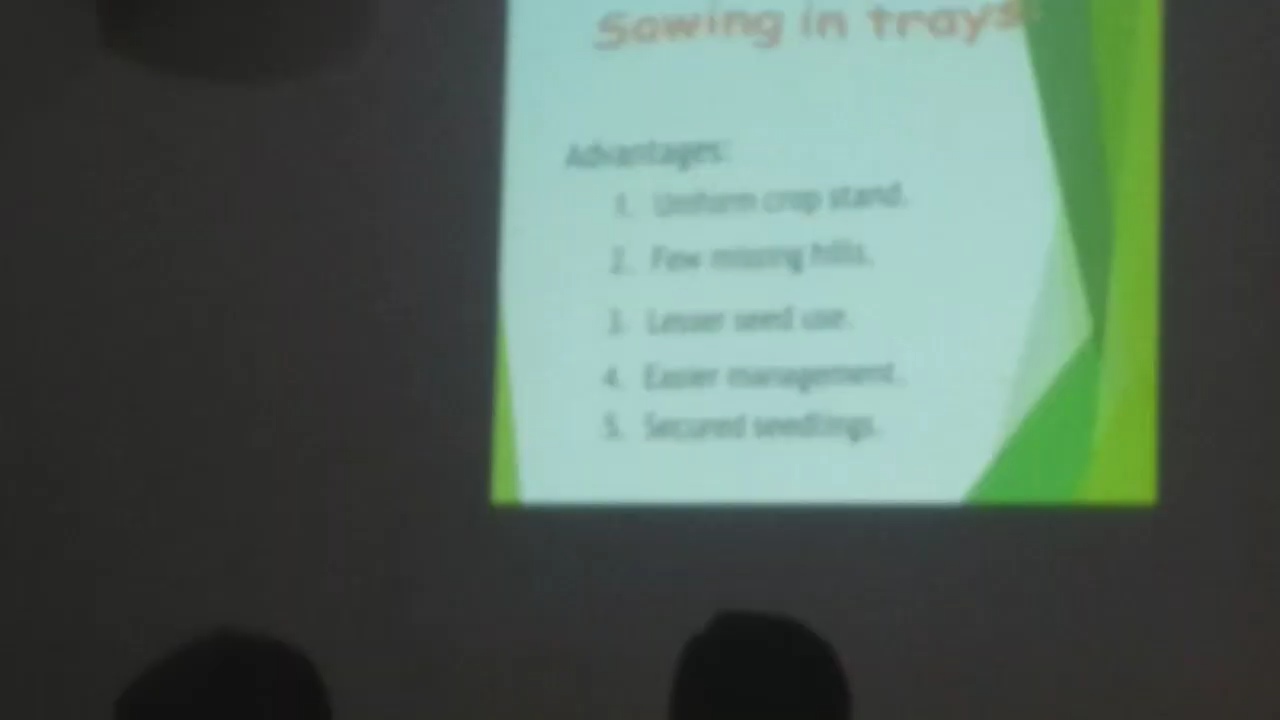 Sowing in trays:
Advantages:
1. Uniform crop stand.
2. Few missing hills.
3. Lesser seed use.
4. Easier management.
5. Secured seedlings.